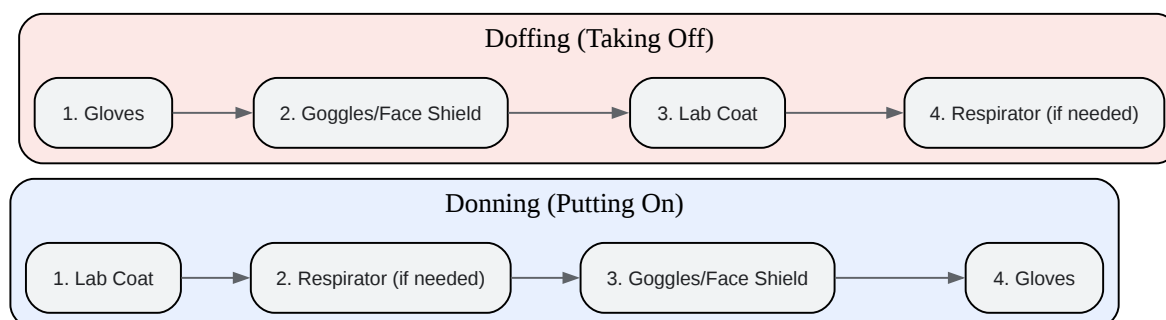 Doffing (Taking Off)
1. Gloves
2. Goggles/Face Shield
3. Lab Coat
4. Respirator (if needed)
Donning (Putting On)
1. Lab Coat
2. Respirator (if needed)
3. Goggles/Face Shield
4. Gloves